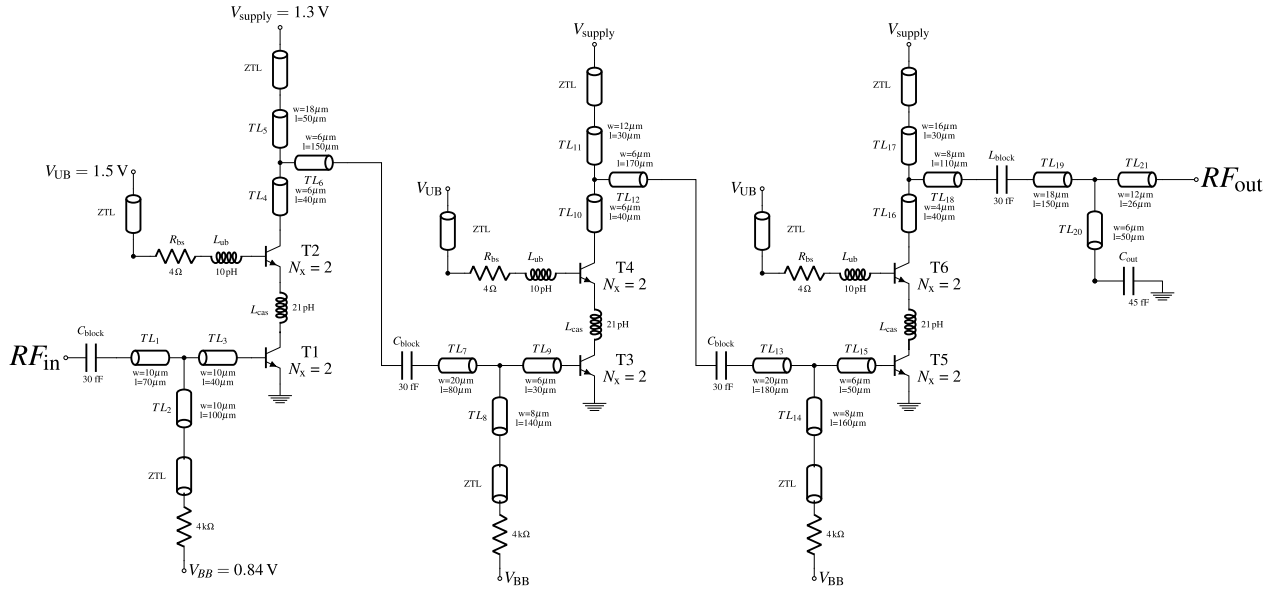 V_supply = 1.3 V
ZTL
TL_5
w=18μm
l=50μm
w=6μm
l=150μm
TL_6
TL_4
w=6μm
l=40μm
V_UB = 1.5 V
ZTL
R_bs
4Ω
L_ub
10pH
T2
N_x = 2
L_cas
21pH
RF_in
C_block
30 fF
TL_1
w=10μm
l=70μm
TL_3
w=10μm
l=40μm
T1
N_x = 2
TL_2
w=10μm
l=100μm
ZTL
4kΩ
V_BB = 0.84 V
V_supply
ZTL
TL_11
w=12μm
l=30μm
w=6μm
l=170μm
TL_12
TL_10
w=6μm
l=40μm
V_UB
ZTL
R_bs
4Ω
L_ub
10pH
T4
N_x = 2
L_cas
21pH
C_block
30 fF
TL_7
w=20μm
l=80μm
TL_9
w=6μm
l=30μm
T3
N_x = 2
TL_8
w=8μm
l=140μm
ZTL
4kΩ
V_BB
V_supply
ZTL
TL_17
w=16μm
l=30μm
w=8μm
l=110μm
TL_18
TL_16
w=4μm
l=40μm
V_UB
ZTL
R_bs
4Ω
L_ub
10pH
T6
N_x = 2
L_cas
21pH
C_block
30 fF
TL_13
w=20μm
l=180μm
TL_15
w=6μm
l=50μm
T5
N_x = 2
TL_14
w=8μm
l=160μm
ZTL
4kΩ
V_BB
L_block
30 fF
TL_19
w=18μm
l=150μm
TL_21
w=12μm
l=26μm
RF_out
TL_20
w=6μm
l=50μm
C_out
45 fF